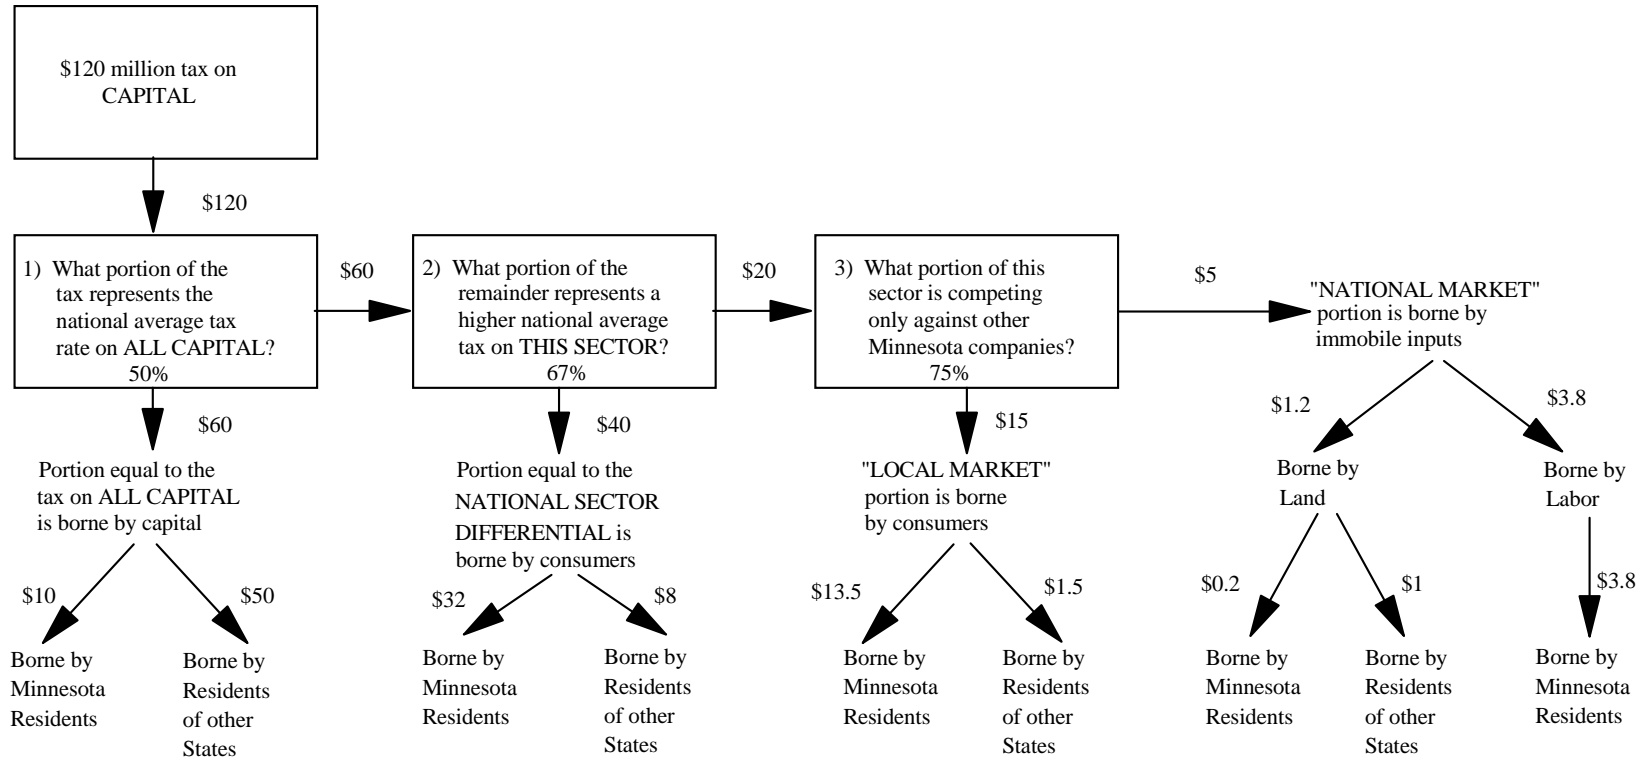 $120 million tax on
CAPITAL
$120
1) What portion of the
tax represents the
national average tax
rate on ALL CAPITAL?
50%
$60
2) What portion of the
remainder represents a
higher national average
tax on THIS SECTOR?
67%
$20
3) What portion of this
sector is competing
only against other
Minnesota companies?
75%
$5
"NATIONAL MARKET"
portion is borne by
immobile inputs
$60
Portion equal to the
tax on ALL CAPITAL
is borne by capital
$40
Portion equal to the
NATIONAL SECTOR
DIFFERENTIAL is
borne by consumers
$15
"LOCAL MARKET"
portion is borne
by consumers
$1.2
Borne by
Land
$3.8
Borne by
Labor
$10
Borne by
Minnesota
Residents
$50
Borne by
Residents
of other
States
$32
Borne by
Minnesota
Residents
$8
Borne by
Residents
of other
States
$13.5
Borne by
Minnesota
Residents
$1.5
Borne by
Residents
of other
States
$0.2
Borne by
Minnesota
Residents
$1
Borne by
Residents
of other
States
$3.8
Borne by
Minnesota
Residents